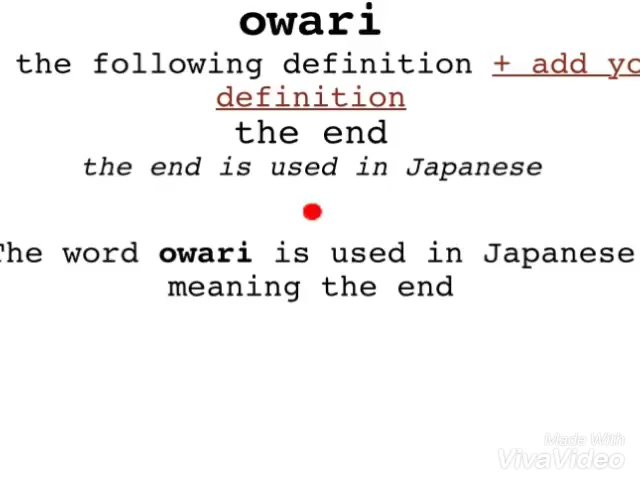 owari
the following definition + add yo
definition
the end
the end is used in Japanese
The word owari is used in Japanese
meaning the end
Made With
VivaVideo